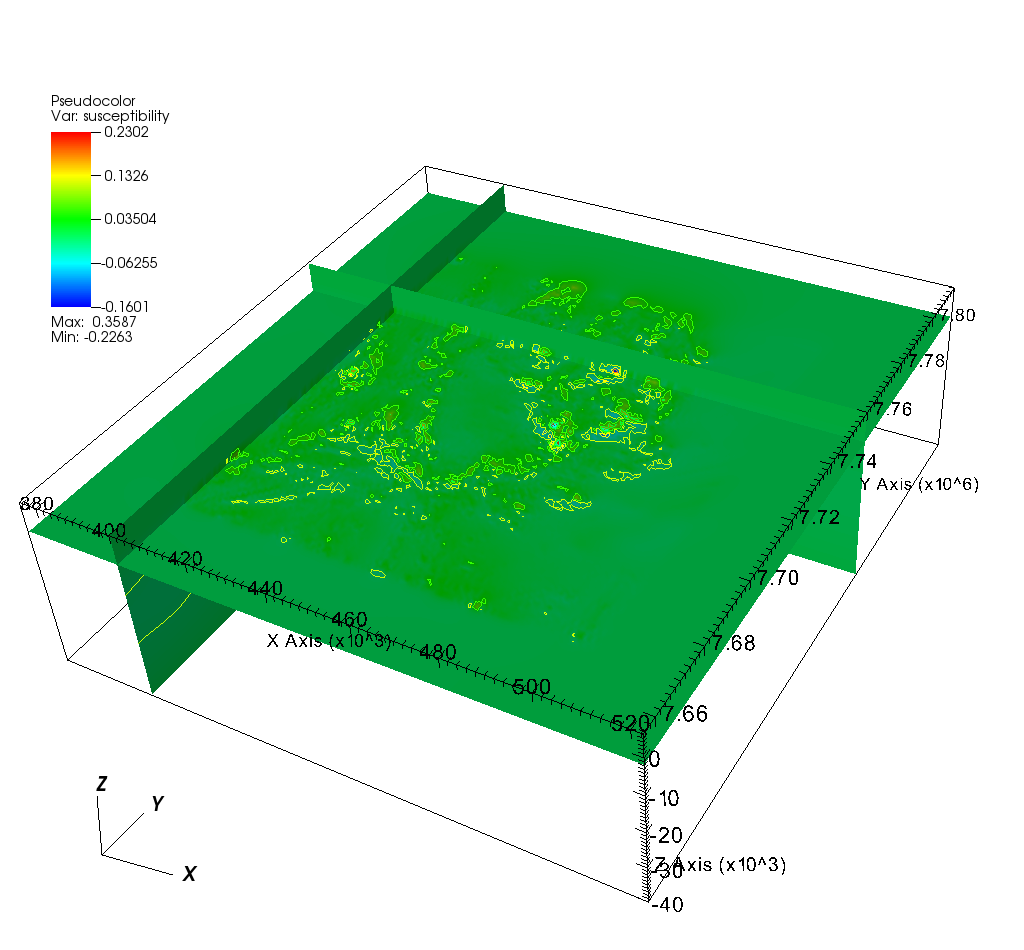 Pseudocolor
Var: susceptibility
0.2302
0.1326
0.03504
-0.06255
-0.1601
Max: 0.3587
Min: -0.2263
380
400
420
440
460
480
500
520
X Axis (x10^3)
7.80
7.78
7.76
7.74
7.72
7.70
7.68
7.66
Y Axis (x10^6)
0
-10
-20
-30
-40
Z Axis (x10^3)
Z
Y
X